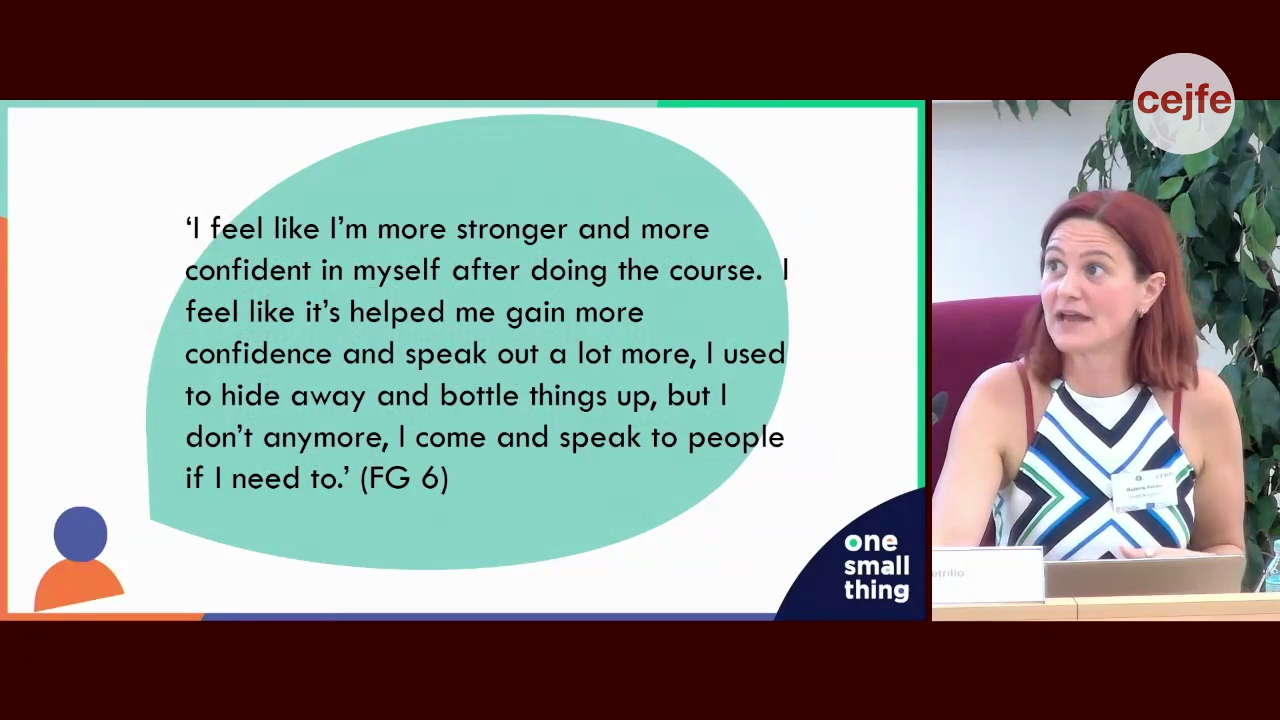 cejfe
‘I feel like I’m more stronger and more
confident in myself after doing the course.  I
feel like it’s helped me gain more
confidence and speak out a lot more, I used
to hide away and bottle things up, but I
don’t anymore, I come and speak to people
if I need to.’ (FG 6)
one
small
thing